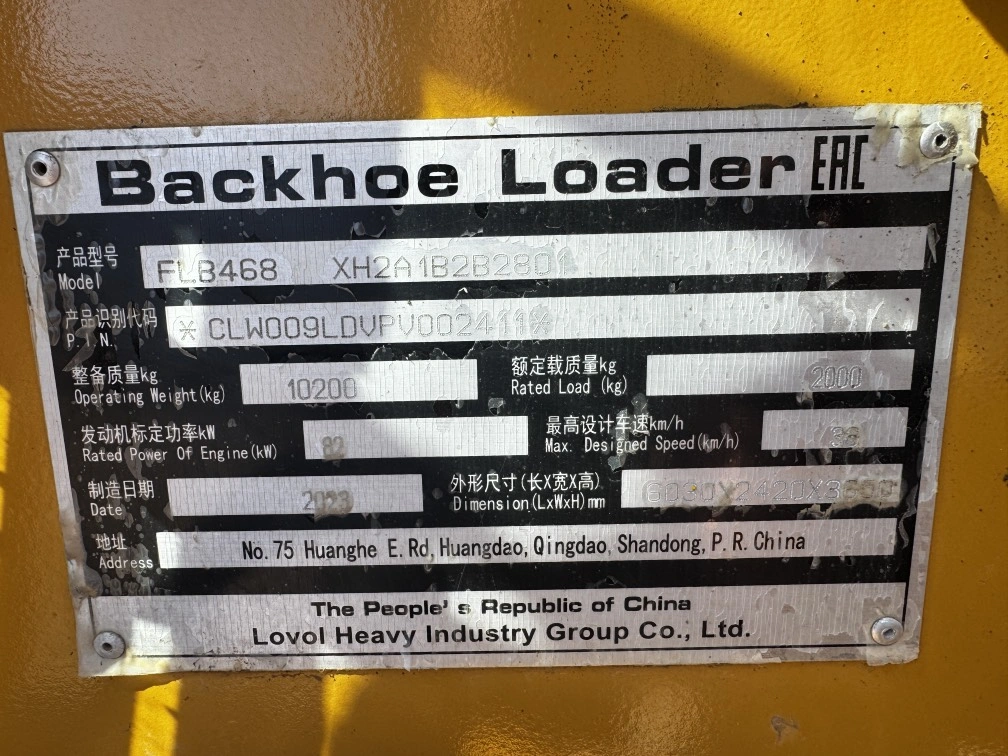 Backhoe Loader EAC
产品型号
Model FLB468 XH2A1B2B2801
产品识别代码
P.I.N. * CLW009LDVPV002411*
整备质量kg 额定载质量kg
Operating Weight(kg) 10200 Rated Load (kg) 2000
发动机标定功率kW 最高设计车速km/h
Rated Power Of Engine(kW) 82 Max. Designed Speed(km/h)
制造日期 外形尺寸(长X宽X高)
Date 2023 Dimension(LxWxH)mm
地址
Address No.75 Huanghe E.Rd,Huangdao,Qingdao,Shandong,P.R.China
The People's Republic of China
Lovol Heavy Industry Group Co., Ltd.